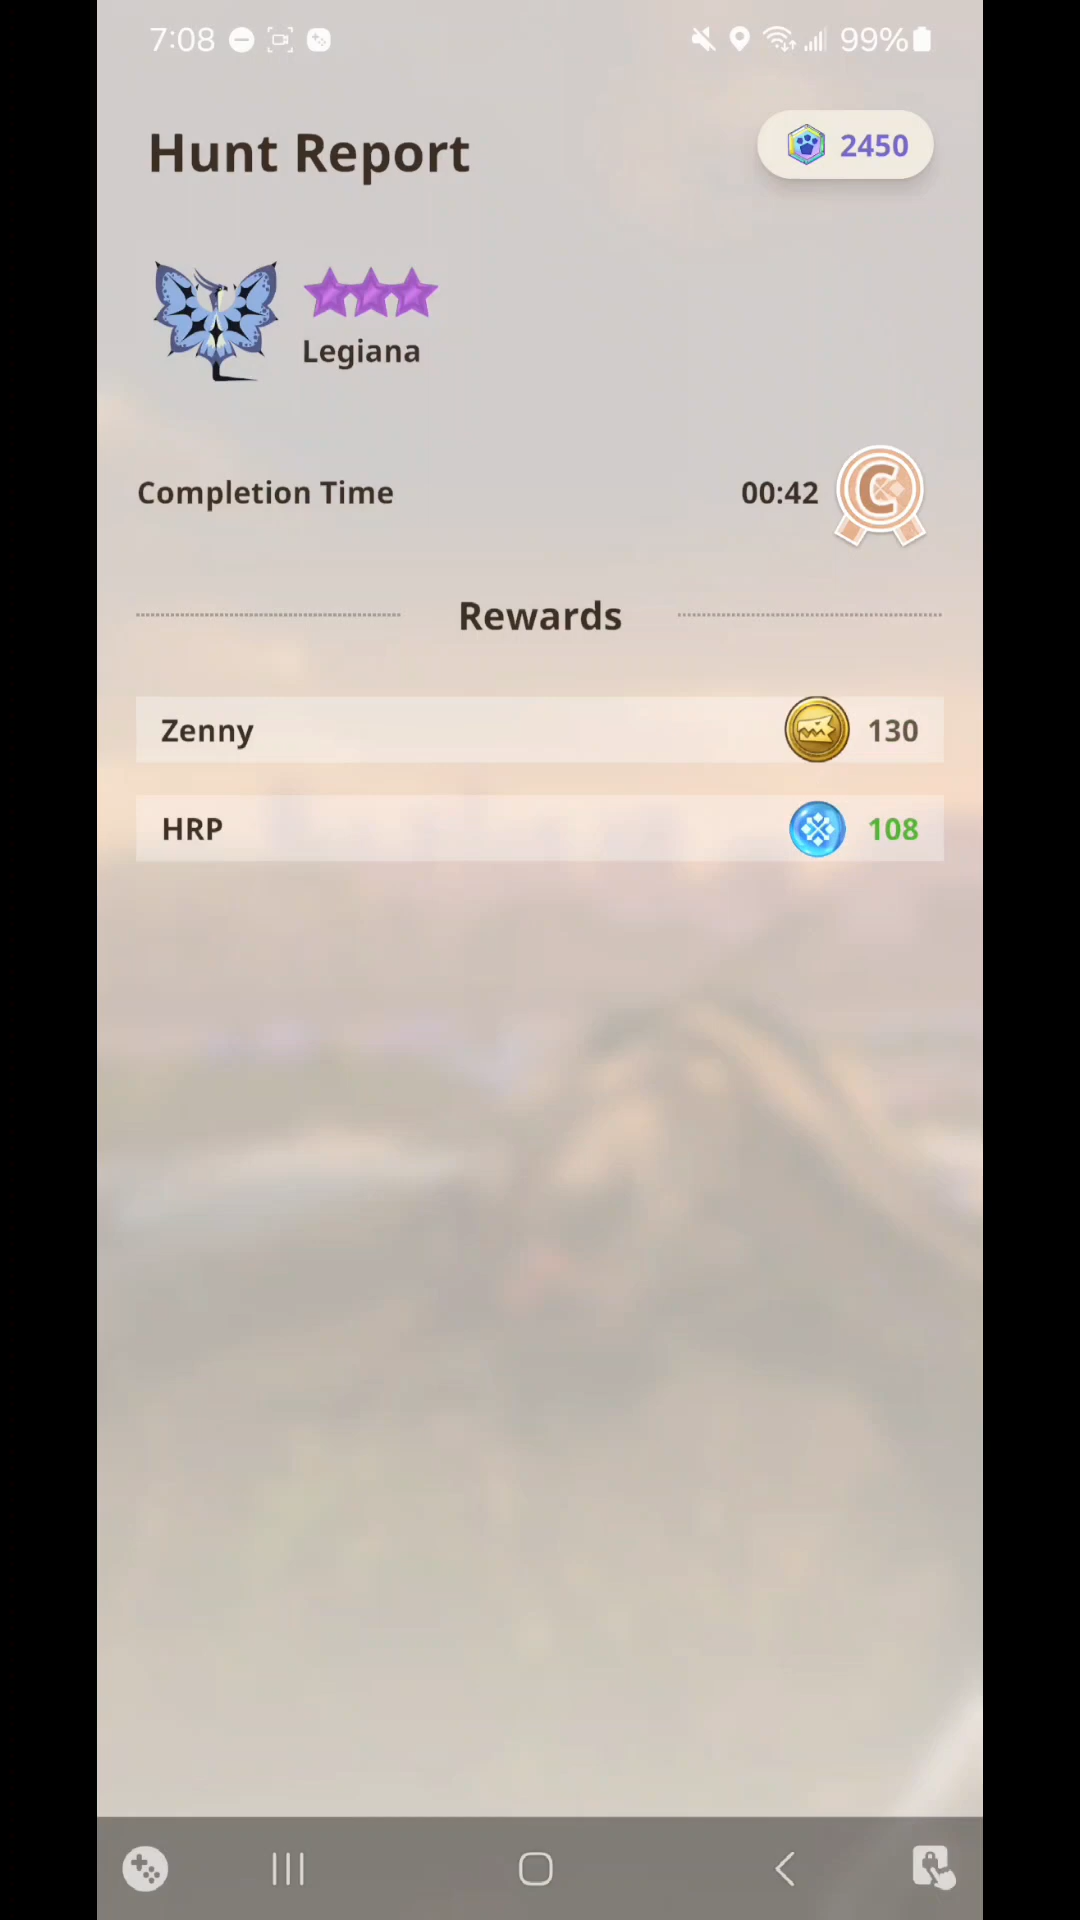 7:08
99%
Hunt Report
2450
Legiana
Completion Time
00:42
C
Rewards
Zenny
130
HRP
108